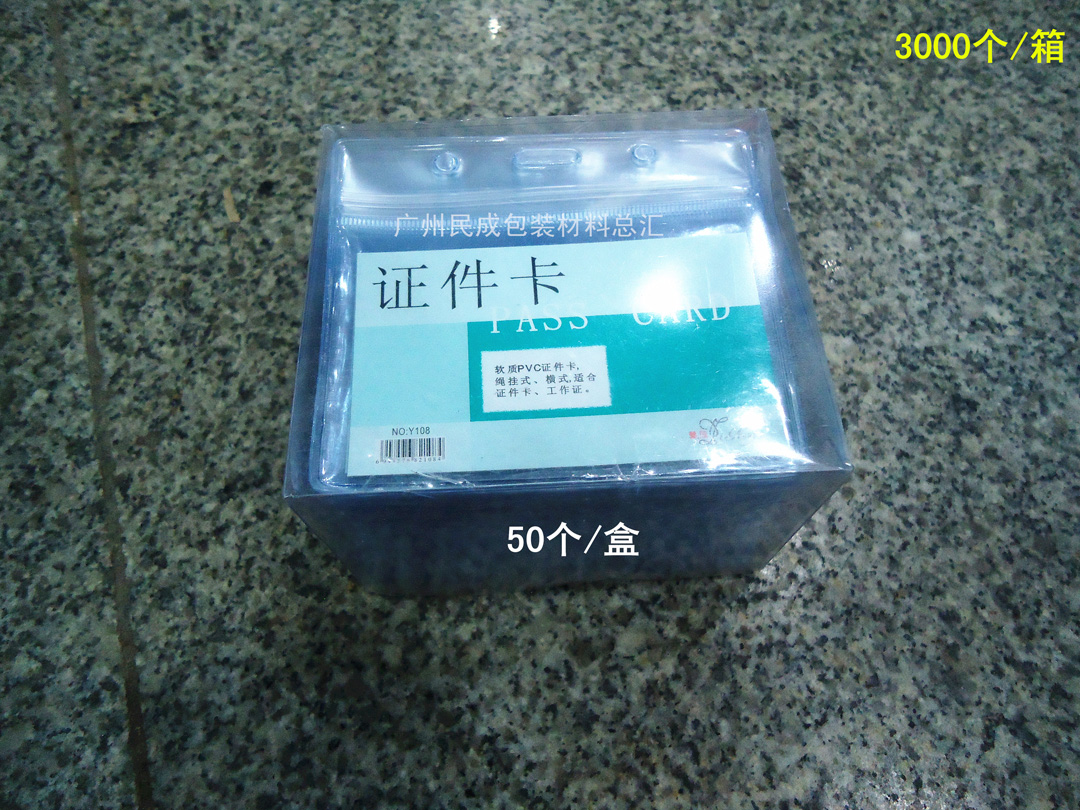 3000个/箱
广州民成包装材料总汇
证件卡
PASS CARD
软质PVC证件卡,
绳挂式、横式,适合
证件卡、工作证。
NO:Y108
50个/盒